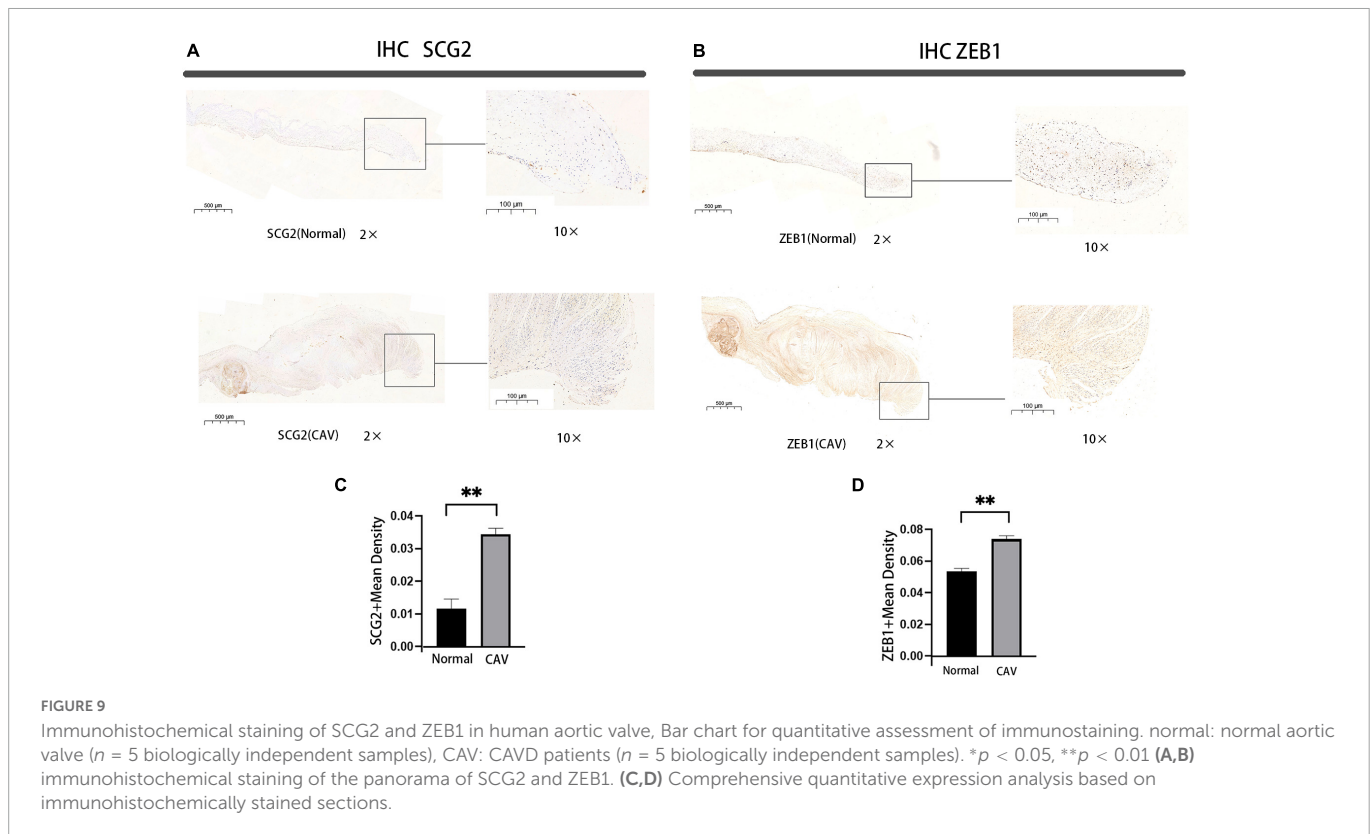 A
IHC SCG2
B
IHC ZEB1
500 μm
100 μm
500 μm
100 μm
SCG2(Normal) 2×
10×
ZEB1(Normal) 2×
10×
500 μm
100 μm
500 μm
100 μm
SCG2(CAV) 2×
10×
ZEB1(CAV) 2×
10×
C
**
SCG2+Mean Density
0.04
0.03
0.02
0.01
0.00
Normal CAV
D
**
ZEB1+Mean Density
0.08
0.06
0.04
0.02
0.00
Normal CAV
FIGURE 9
Immunohistochemical staining of SCG2 and ZEB1 in human aortic valve, Bar chart for quantitative assessment of immunostaining. normal: normal aortic
valve (n = 5 biologically independent samples), CAV: CAVD patients (n = 5 biologically independent samples). *p < 0.05, **p < 0.01 (A,B)
immunohistochemical staining of the panorama of SCG2 and ZEB1. (C,D) Comprehensive quantitative expression analysis based on
immunohistochemically stained sections.